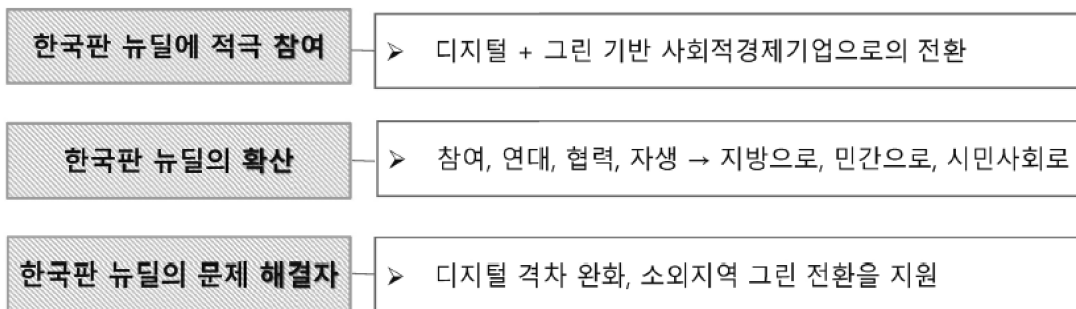 한국판 뉴딜에 적극 참여
➢ 디지털 + 그린 기반 사회적경제기업으로의 전환
한국판 뉴딜의 확산
➢ 참여, 연대, 협력, 자생 → 지방으로, 민간으로, 시민사회로
한국판 뉴딜의 문제 해결자
➢ 디지털 격차 완화, 소외지역 그린 전환을 지원